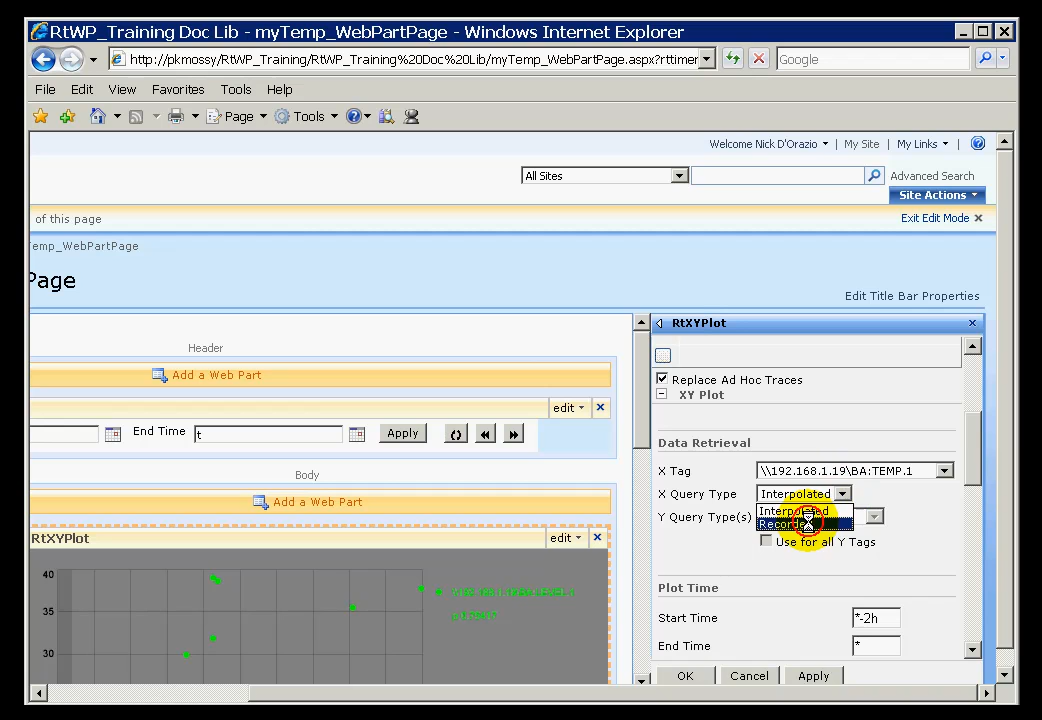 RtWP_Training Doc Lib - myTemp_WebPartPage - Windows Internet Explorer
http://pkmossy/RtWP_Training/RtWP_Training%20Doc%20Lib/myTemp_WebPartPage.aspx?rttimer
Google
File Edit View Favorites Tools Help
Page Tools
Welcome Nick D'Orazio My Site My Links
All Sites
Advanced Search
Site Actions
of this page
Exit Edit Mode
emp_WebPartPage
Page
Edit Title Bar Properties
RtXYPlot
Header
Add a Web Part
edit
End Time t Apply
Body
Add a Web Part
RtXYPlot edit
40
35
30
Replace Ad Hoc Traces
XY Plot
Data Retrieval
X Tag \\192.168.1.19\BA:TEMP.1
X Query Type Interpolated
Interpolated
Y Query Type(s)
Use for all Y Tags
Plot Time
Start Time *-2h
End Time *
OK Cancel Apply